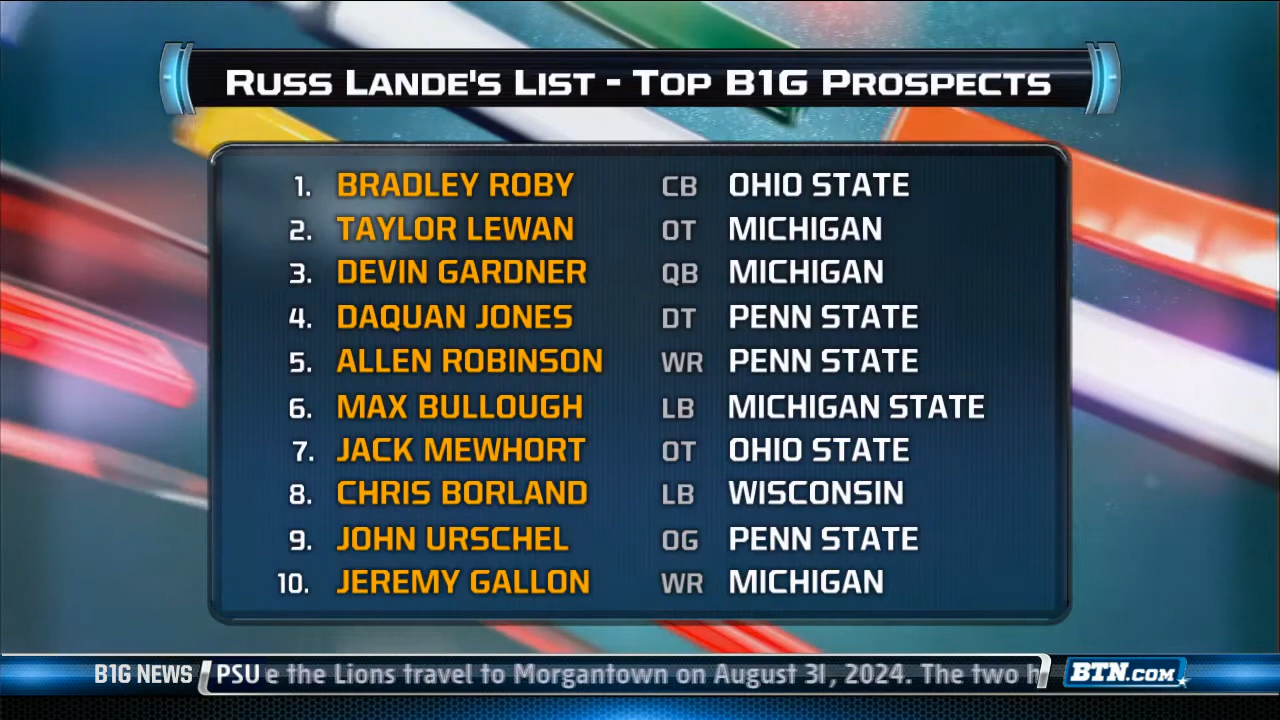 RUSS LANDE'S LIST - TOP B1G PROSPECTS
1. BRADLEY ROBY CB OHIO STATE
2. TAYLOR LEWAN OT MICHIGAN
3. DEVIN GARDNER QB MICHIGAN
4. DAQUAN JONES DT PENN STATE
5. ALLEN ROBINSON WR PENN STATE
6. MAX BULLOUGH LB MICHIGAN STATE
7. JACK MEWHORT OT OHIO STATE
8. CHRIS BORLAND LB WISCONSIN
9. JOHN URSCHEL OG PENN STATE
10. JEREMY GALLON WR MICHIGAN
B1G NEWS PSU e the Lions travel to Morgantown on August 31, 2024. The two h BTN.COM